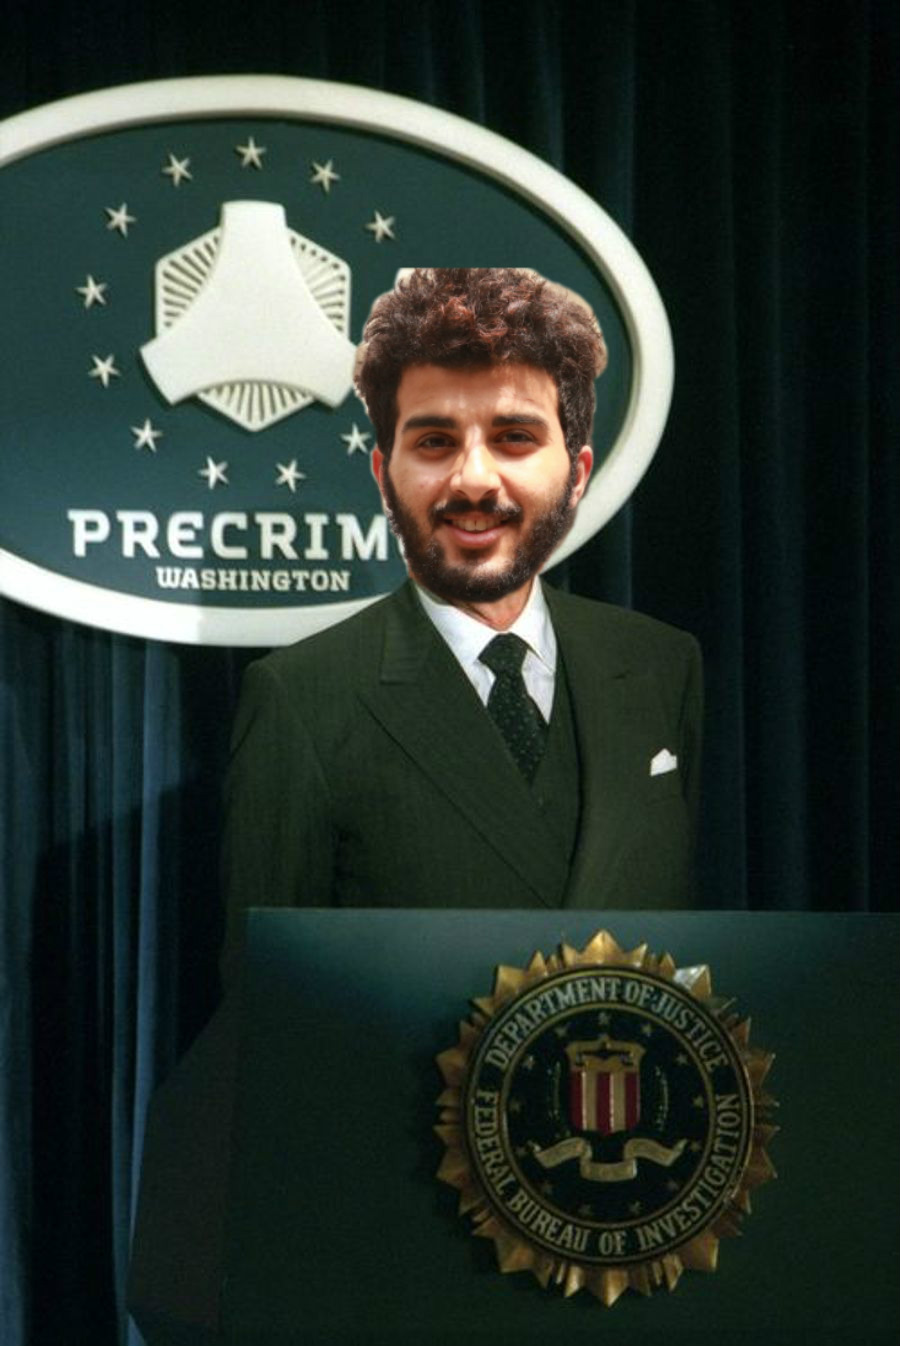 PRECRIM
WASHINGTON
DEPARTMENT OF JUSTICE
FEDERAL BUREAU OF INVESTIGATION